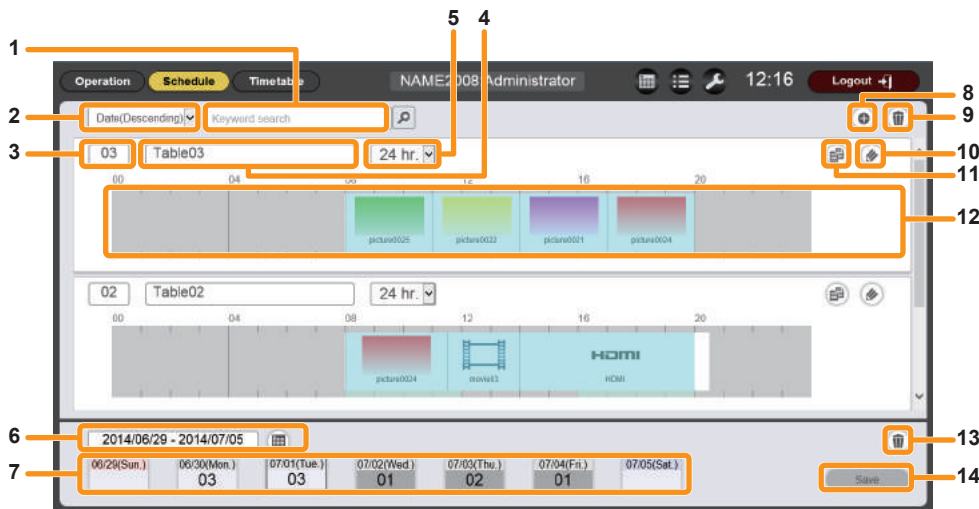 5 4
1
Operation Schedule Timetable NAME2008:Administrator 12:16 Logout
2 Date(Descending) Keyword search 8
9
3 03 Table03 24 hr. 10
11
00 04 08 12 16 20
12
picture0025 picture0022 picture0021 picture0024
02 Table02 24 hr.
00 04 08 12 16 20
HDMI
picture0024 movie03 HDMI
6 2014/06/29 - 2014/07/05 13
06/29(Sun.) 06/30(Mon.) 07/01(Tue.) 07/02(Wed.) 07/03(Thu.) 07/04(Fri.) 07/05(Sat.)
7 03 03 01 02 01 Save 14